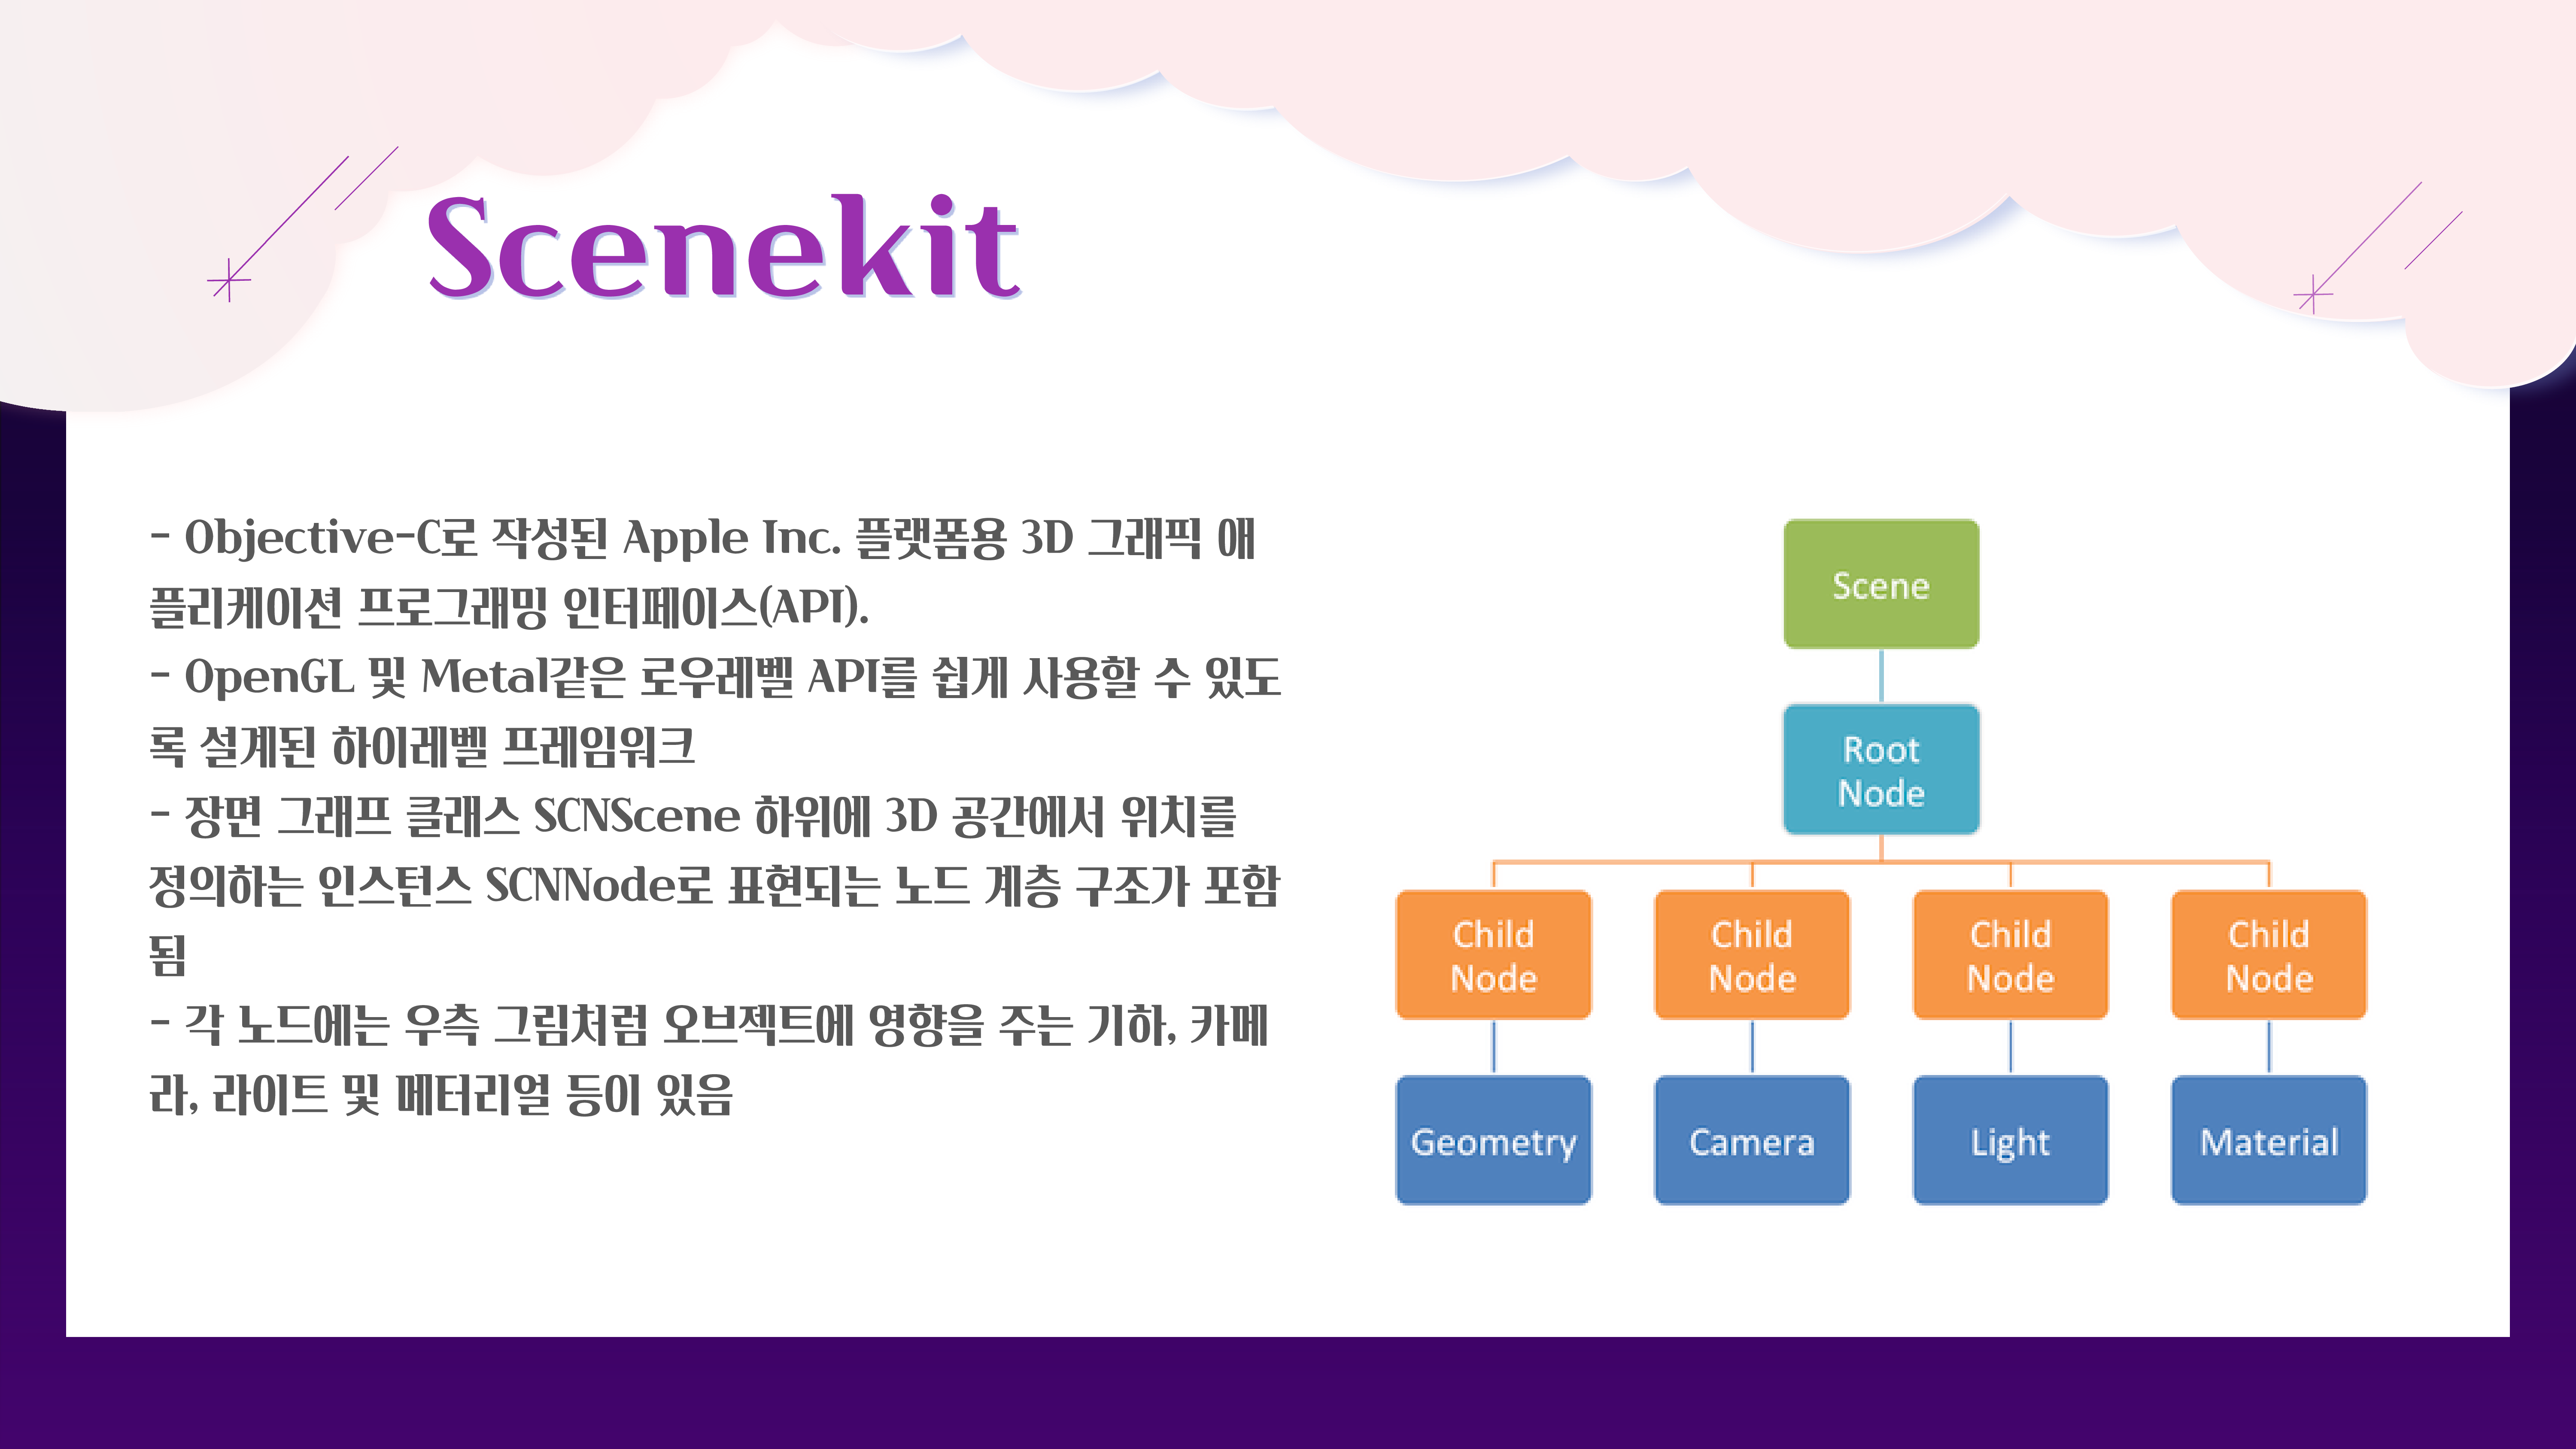 Scenekit
- Objective-C로 작성된 Apple Inc. 플랫폼용 3D 그래픽 애
플리케이션 프로그래밍 인터페이스(API).
- OpenGL 및 Metal같은 로우레벨 API를 쉽게 사용할 수 있도
록 설계된 하이레벨 프레임워크
- 장면 그래프 클래스 SCNScene 하위에 3D 공간에서 위치를
정의하는 인스턴스 SCNNode로 표현되는 노드 계층 구조가 포함
됨
- 각 노드에는 우측 그림처럼 오브젝트에 영향을 주는 기하, 카메
라, 라이트 및 메터리얼 등이 있음
Scene
Root
Node
Child
Node
Child
Node
Child
Node
Child
Node
Geometry
Camera
Light
Material